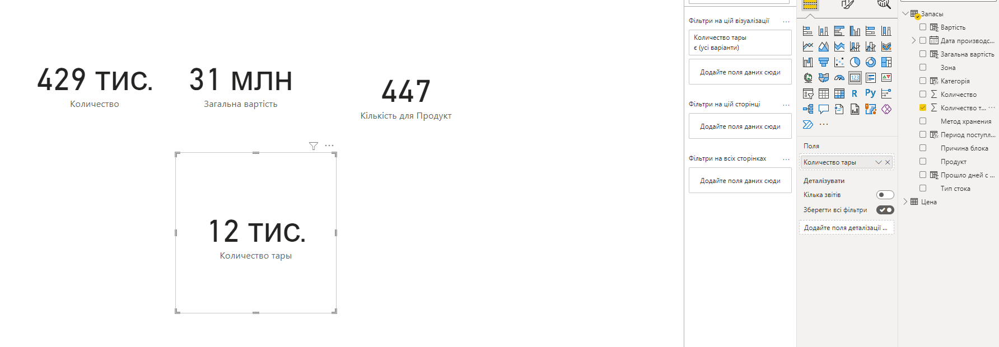 429 тис.
Количество
31 млн
Загальна вартість
447
Кількість для Продукт
12 тис.
Количество тары
Фільтри на цій візуалізації ...
Количество тары
є (усі варіанти)
Додайте поля даних сюди
Фільтри на цій сторінці ...
Додайте поля даних сюди
Фільтри на всіх сторінках ...
Додайте поля даних сюди
123
R
Py
...
Поля
Количество тары
Деталізувати
Кілька звітів
Зберегти всі фільтри
Додайте поля деталізації ...
Запасы
Вартість
Дата производс...
Загальна вартість
Зона
Категорія
Количество
Количество т... ...
Метод хранения
Период поступл...
Причина блока
Продукт
Прошло дней с ...
Тип стока
Цена